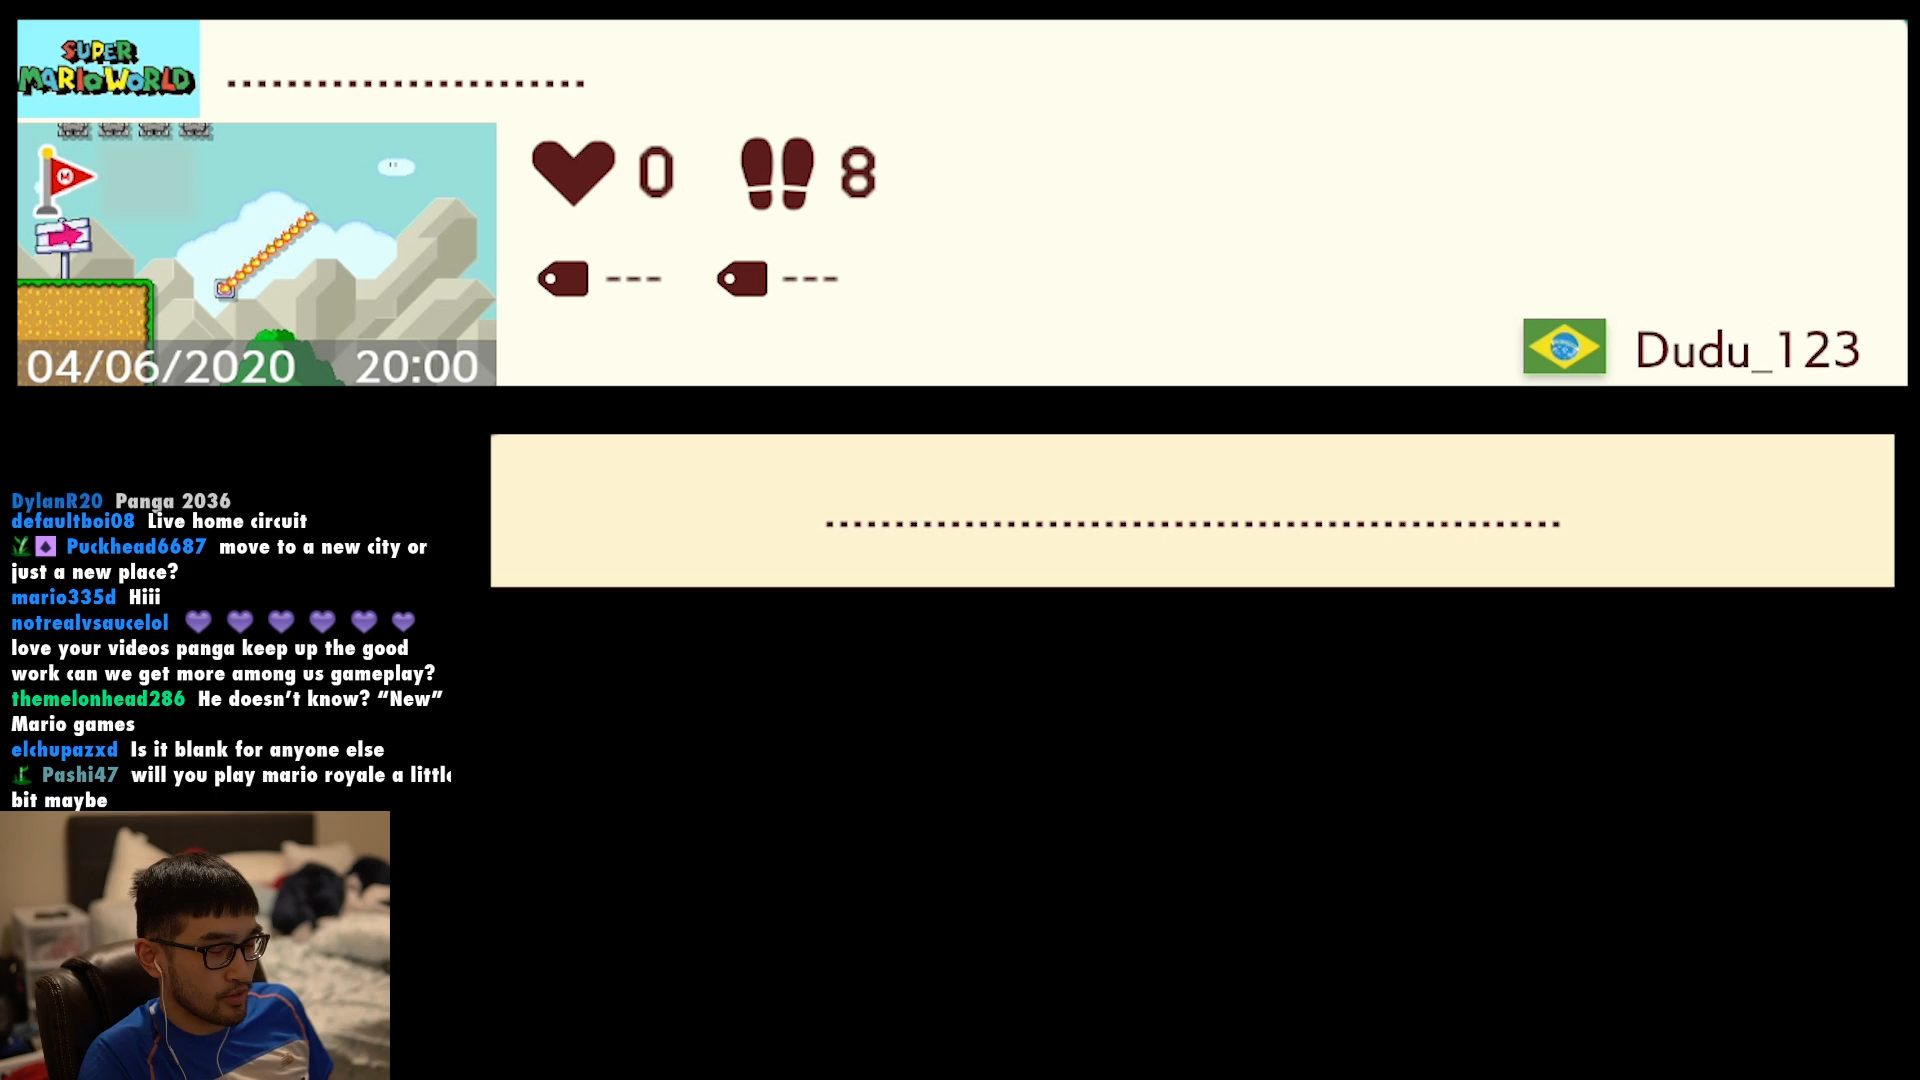 SUPER
MARIO WORLD
.......................
0 8
--- ---
M
04/06/2020 20:00
Dudu_123
.....................................................
DylanR20 Panga 2036
defaultboi08 Live home circuit
Puckhead6687 move to a new city or
just a new place?
mario335d Hiii
notrealvsaucelol
love your videos panga keep up the good
work can we get more among us gameplay?
themelonhead286 He doesn’t know? “New”
Mario games
elchupazxd Is it blank for anyone else
Pashi47 will you play mario royale a little
bit maybe